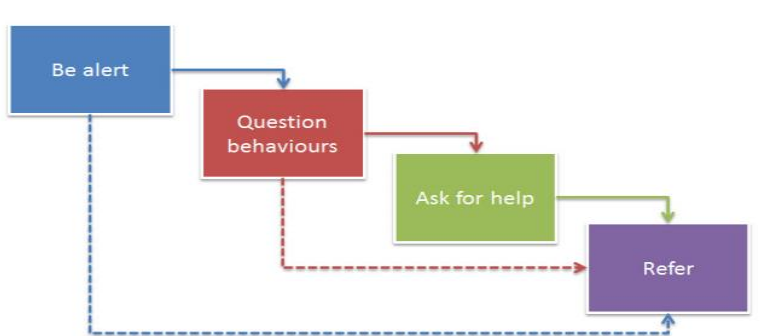 Be alert
Question
behaviours
Ask for help
Refer